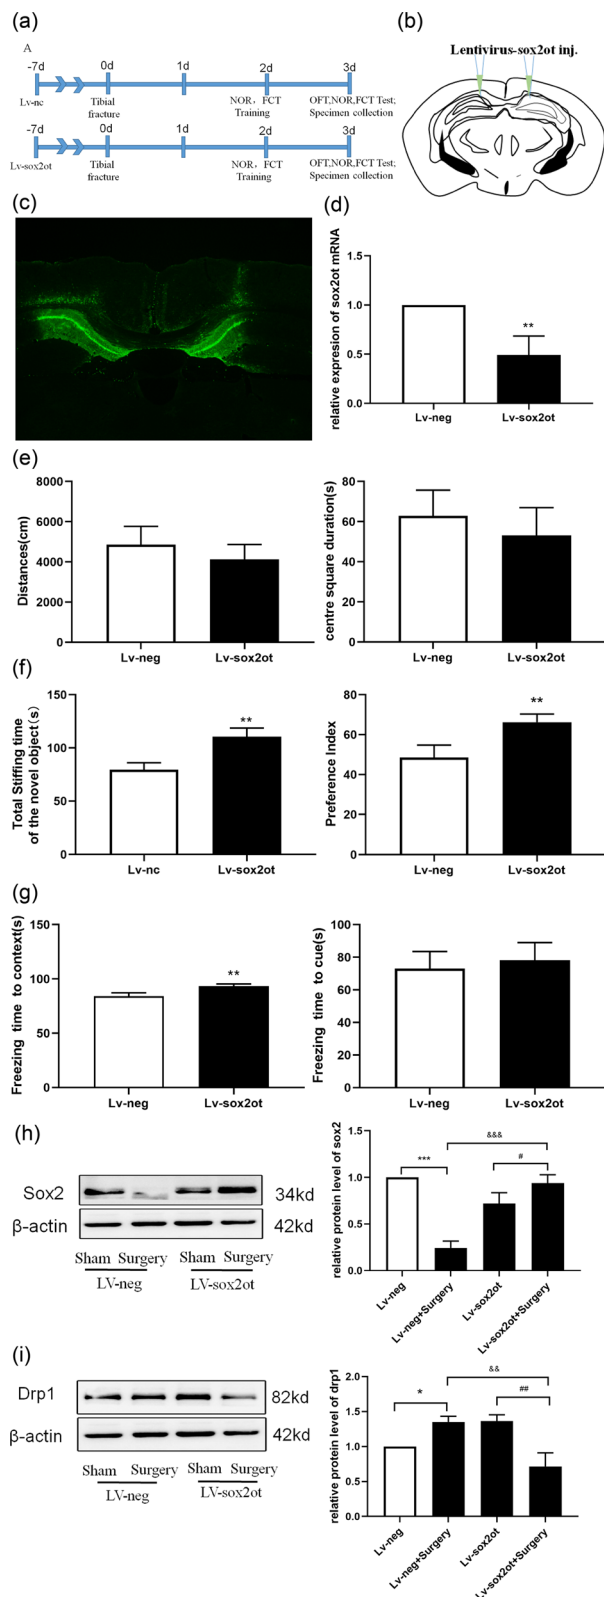 (a)
A
-7d 0d 1d 2d 3d
Lv-nc Tibial fracture NOR, FCT Training OFT,NOR,FCT Test; Specimen collection
-7d 0d 1d 2d 3d
Lv-sox2ot Tibial fracture NOR, FCT Training OFT,NOR,FCT Test; Specimen collection
(b)
Lentivirus-sox2ot inj.
(c)
(d)
relative expresion of sox2ot mRNA
1.5
1.0
0.5
0.0
**
Lv-neg Lv-sox2ot
(e)
Distances(cm)
8000
6000
4000
2000
0
Lv-neg Lv-sox2ot
centre square duration(s)
80
60
40
20
0
Lv-neg Lv-sox2ot
(f)
Total Stiffing time
of the novel object(s)
150
100
50
0
**
Lv-nc Lv-sox2ot
Preference Index
80
60
40
20
0
**
Lv-neg Lv-sox2ot
(g)
Freezing time to context(s)
150
100
50
0
**
Lv-neg Lv-sox2ot
Freezing time to cue(s)
100
80
60
40
20
0
Lv-neg Lv-sox2ot
(h)
Sox2 34kd
β-actin 42kd
Sham Surgery Sham Surgery
LV-neg LV-sox2ot
relative protein level of sox2
1.5
1.0
0.5
0.0
&&&
***
#
Lv-neg
Lv-neg+Surgery
Lv-sox2ot
Lv-sox2ot+Surgery
(i)
Drp1 82kd
β-actin 42kd
Sham Surgery Sham Surgery
LV-neg LV-sox2ot
relative protein level of drp1
2.0
1.5
1.0
0.5
0.0
&&
*
##
Lv-neg
Lv-neg+Surgery
Lv-sox2ot
Lv-sox2ot+Surgery